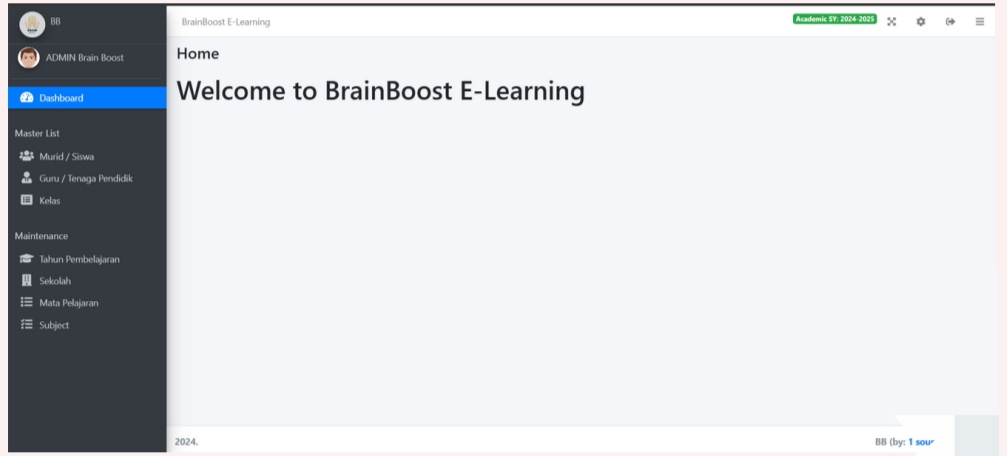 BB
BrainBoost E-Learning
Academic SY: 2024-2025
ADMIN Brain Boost
Home
Welcome to BrainBoost E-Learning
Dashboard
Master List
Murid / Siswa
Guru / Tenaga Pendidik
Kelas
Maintenance
Tahun Pembelajaran
Sekolah
Mata Pelajaran
Subject
2024.
BB (by: 1 sour